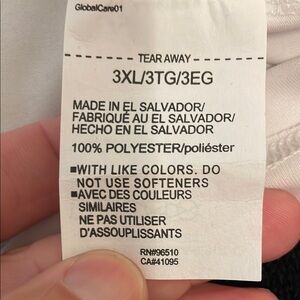 GlobalCare01
TEAR AWAY
3XL/3TG/3EG
MADE IN EL SALVADOR/
FABRIQUÉ AU EL SALVADOR/
HECHO EN EL SALVADOR
100% POLYESTER/poliéster
■WITH LIKE COLORS. DO
NOT USE SOFTENERS
■AVEC DES COULEURS
SIMILAIRES
NE PAS UTILISER
D'ASSOUPLISSANTS
RN#96510
CA#41095